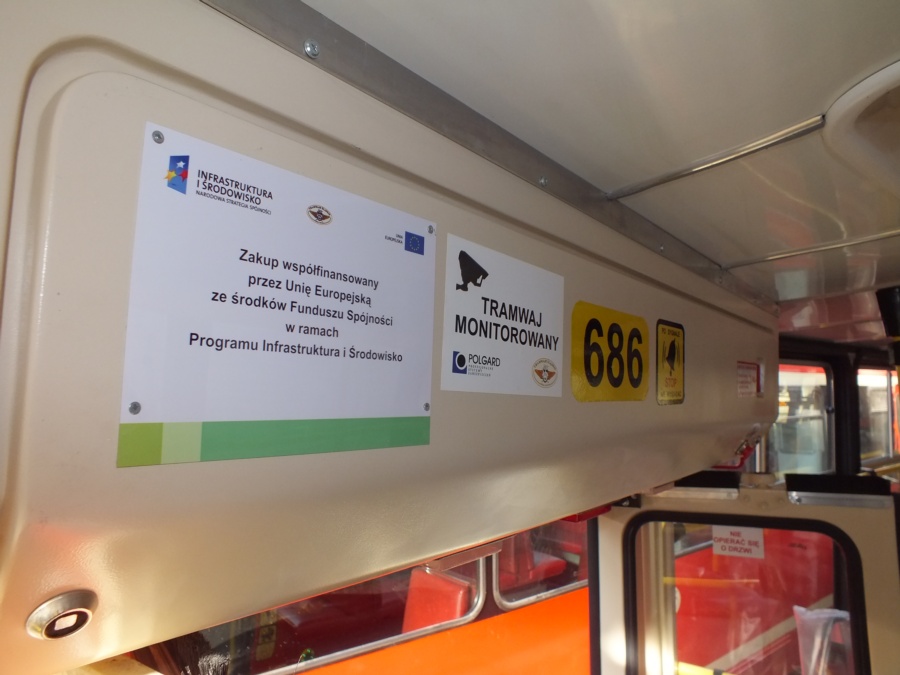 INFRASTRUKTURA
I ŚRODOWISKO
NARODOWA STRATEGIA SPÓJNOŚCI
UNIA
EUROPEJSKA
Zakup współfinansowany
przez Unię Europejską
ze środków Funduszu Spójności
w ramach
Programu Infrastruktura i Środowisko
TRAMWAJ
MONITOROWANY
POLGARD
686
STOP
NIE
OPIERAĆ SIĘ
O DRZWI